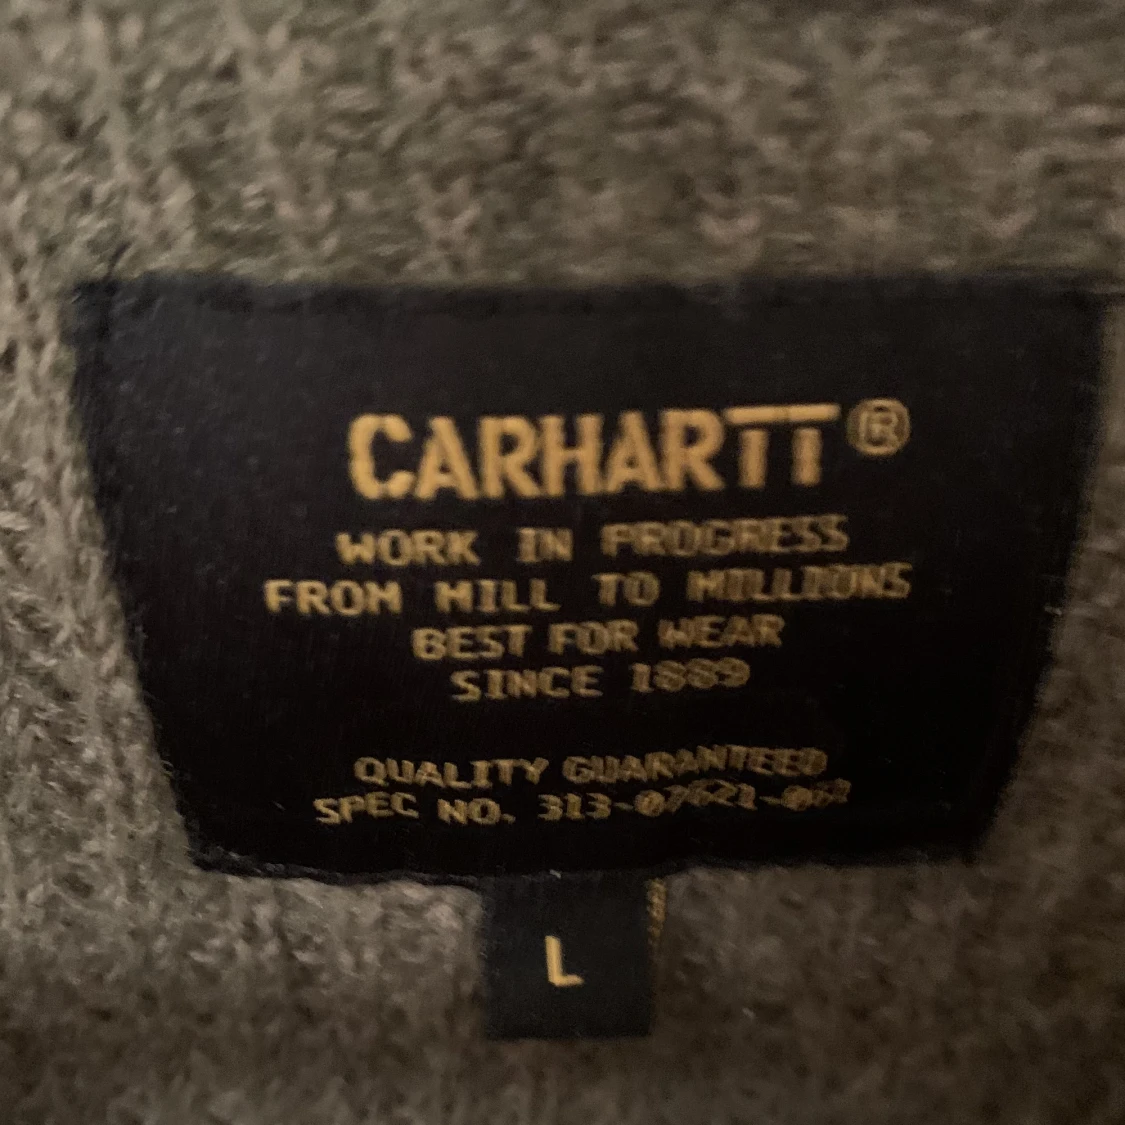 CARHARTT®
WORK IN PROGRESS
FROM MILL TO MILLIONS
BEST FOR WEAR
SINCE 1889
QUALITY GUARANTEED
SPEC NO.
L